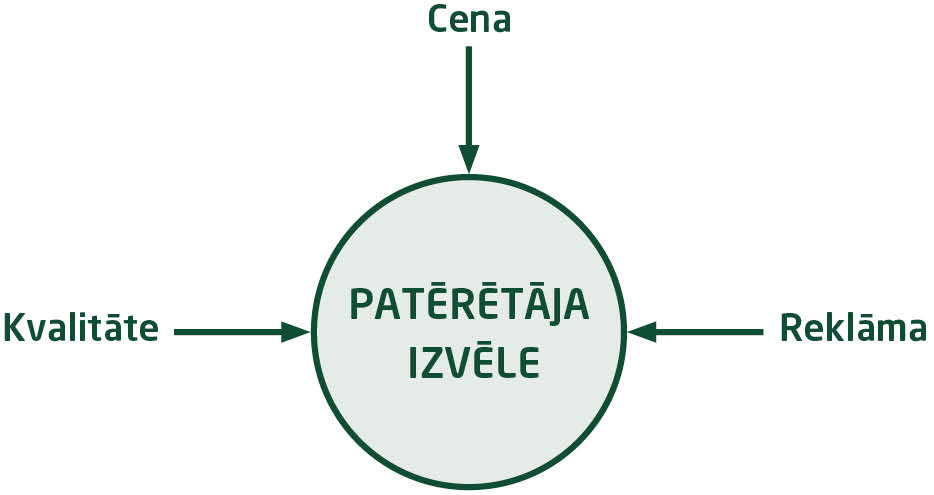 Cena
PATĒRĒTĀJA
IZVĒLE
Kvalitāte
Reklāma